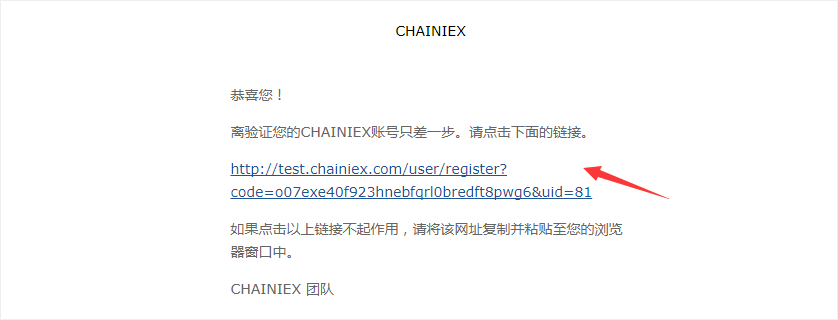 CHAINIEX
恭喜您！
离验证您的CHAINIEX账号只差一步。请点击下面的链接。
http://test.chainiex.com/user/register?
code=o07exe40f923hnebfqrl0bredft8pwg6&uid=81
如果点击以上链接不起作用，请将该网址复制并粘贴至您的浏览
器窗口中。
CHAINIEX 团队